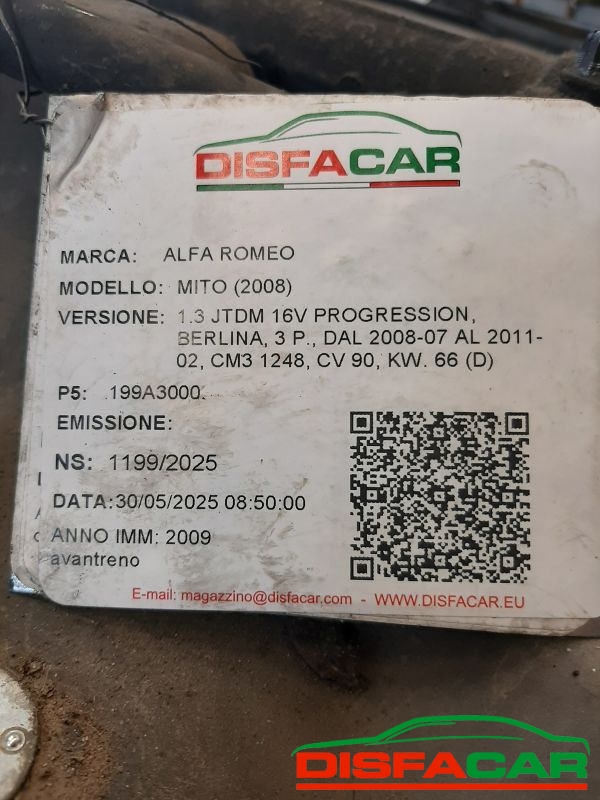 DISFACAR
MARCA: ALFA ROMEO
MODELLO: MITO (2008)
VERSIONE: 1.3 JTDM 16V PROGRESSION,
BERLINA, 3 P., DAL 2008-07 AL 2011-
02, CM3 1248, CV 90, KW. 66 (D)
P5: 199A3000.
EMISSIONE:
NS: 1199/2025
DATA:30/05/2025 08:50:00
ANNO IMM: 2009
avantreno
E-mail: magazzino@disfacar.com - WWW.DISFACAR.EU
DISFACAR